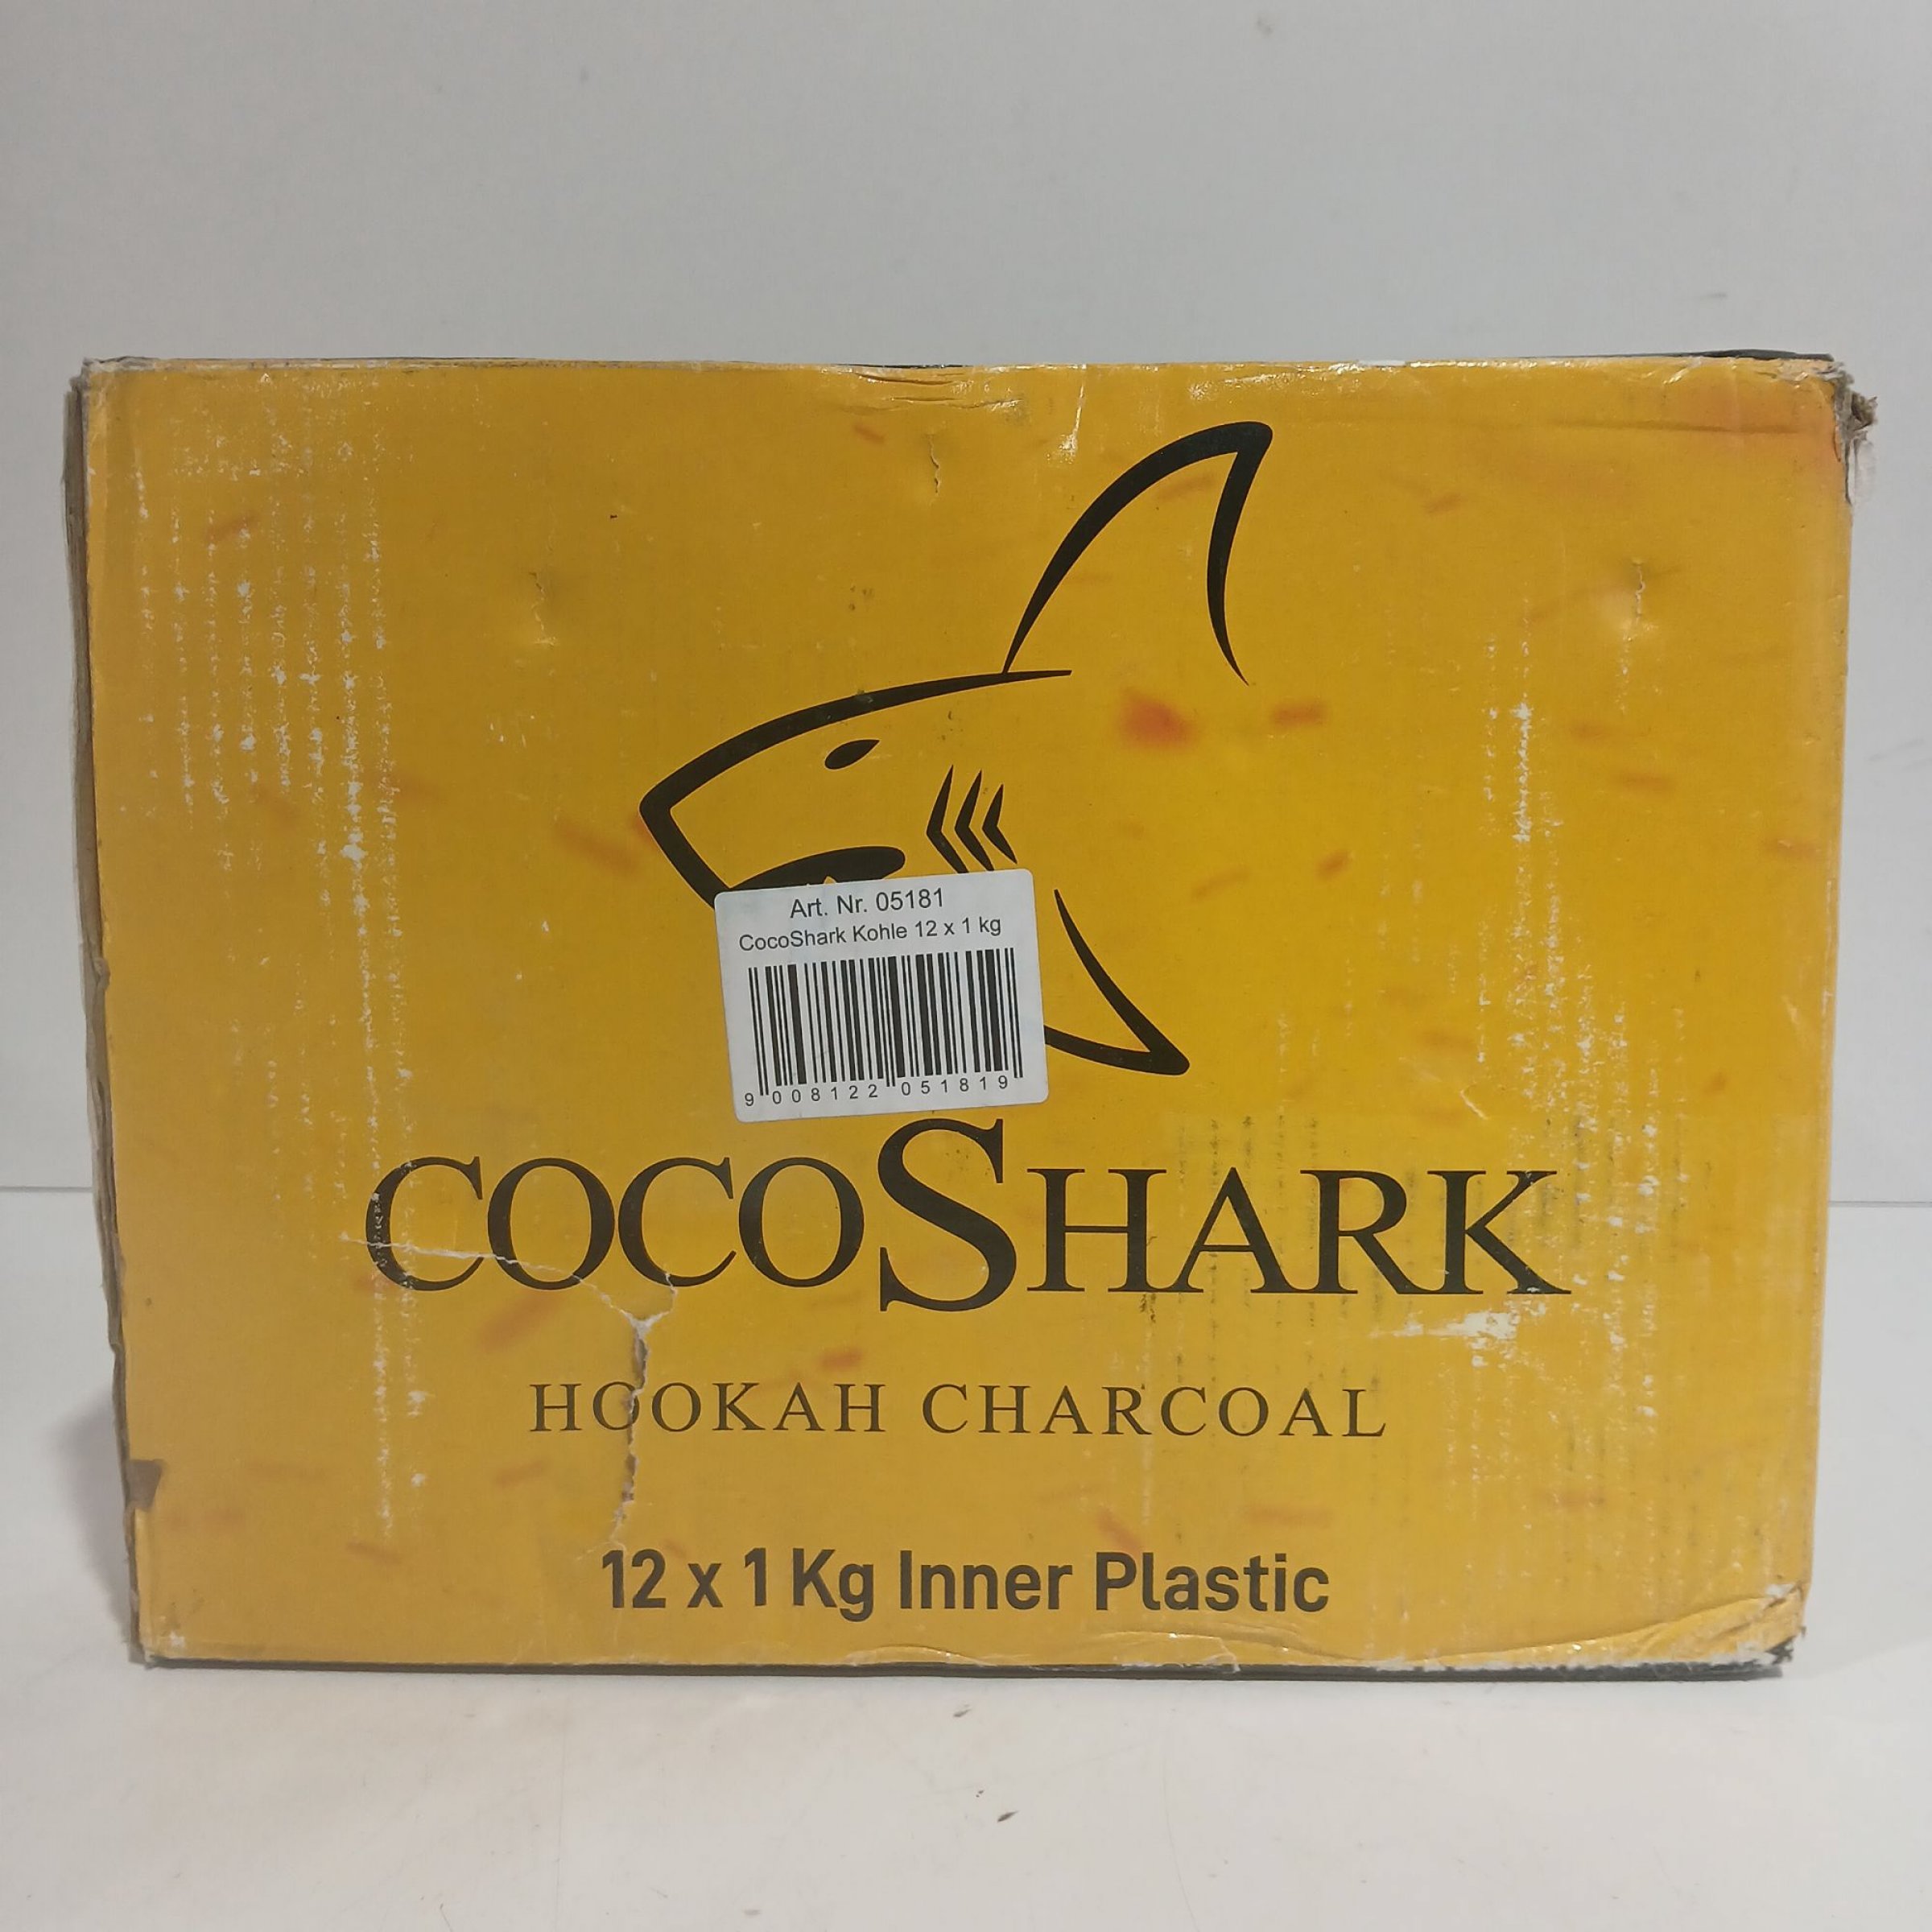 Art. Nr. 05181
CocoShark Kohle 12 x 1 kg
9 008122 051819
COCOSHARK
HOOKAH CHARCOAL
12 x 1 Kg Inner Plastic